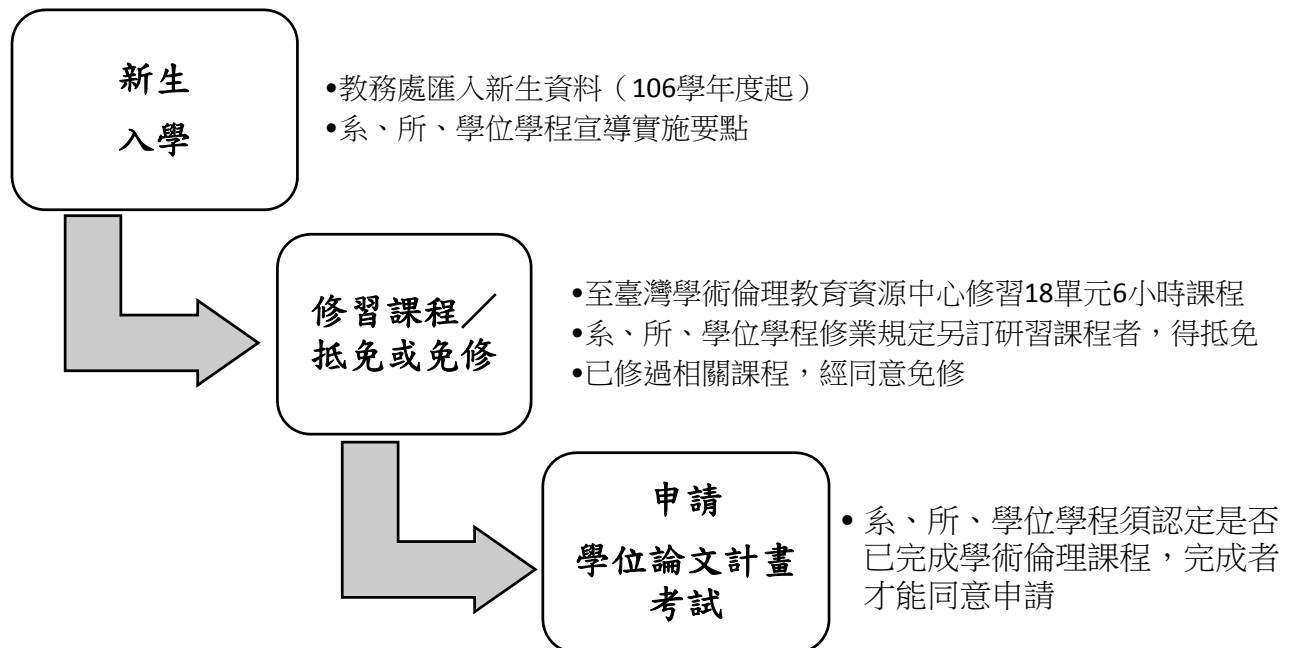 新生
入學
•教務處匯入新生資料（106學年度起）
•系、所、學位學程宣導實施要點
修習課程／
抵免或免修
•至臺灣學術倫理教育資源中心修習18單元6小時課程
•系、所、學位學程修業規定另訂研習課程者，得抵免
•已修過相關課程，經同意免修
申請
學位論文計畫
考試
• 系、所、學位學程須認定是否
已完成學術倫理課程，完成者
才能同意申請